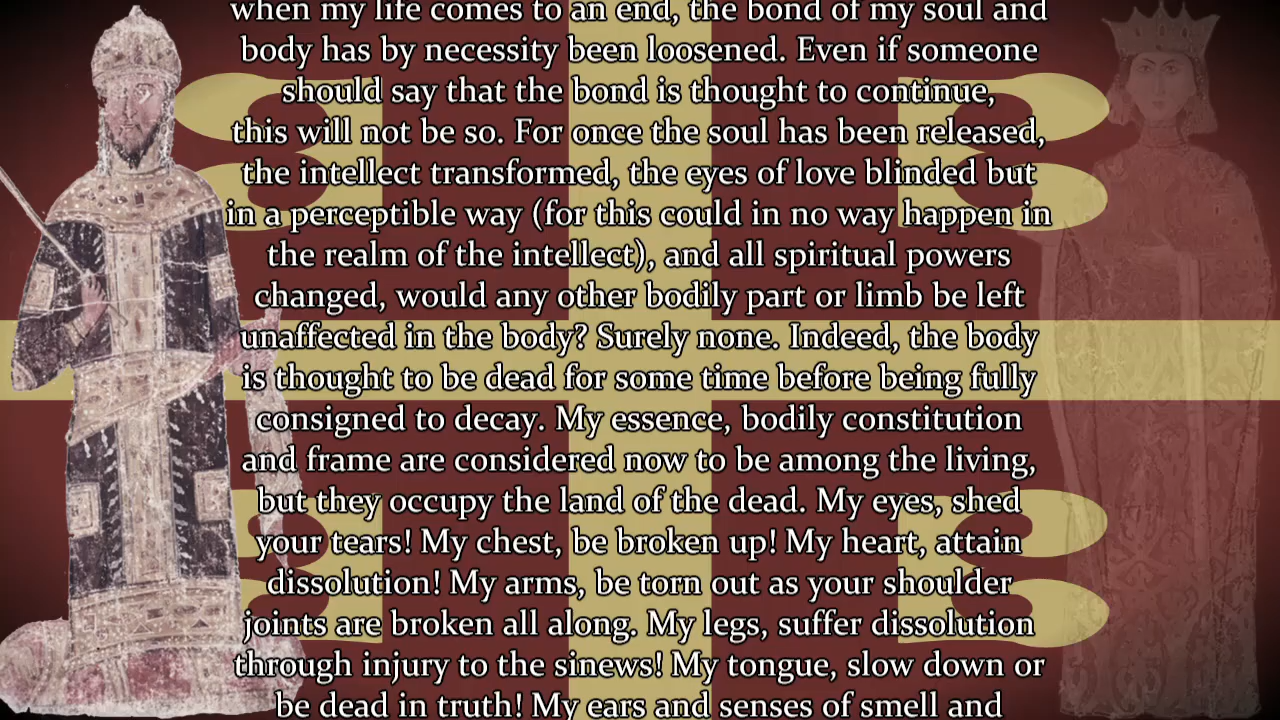 when my life comes to an end, the bond of my soul and
body has by necessity been loosened. Even if someone
should say that the bond is thought to continue,
this will not be so. For once the soul has been released,
the intellect transformed, the eyes of love blinded but
in a perceptible way (for this could in no way happen in
the realm of the intellect), and all spiritual powers
changed, would any other bodily part or limb be left
unaffected in the body? Surely none. Indeed, the body
is thought to be dead for some time before being fully
consigned to decay. My essence, bodily constitution
and frame are considered now to be among the living,
but they occupy the land of the dead. My eyes, shed
your tears! My chest, be broken up! My heart, attain
dissolution! My arms, be torn out as your shoulder
joints are broken all along. My legs, suffer dissolution
through injury to the sinews! My tongue, slow down or
be dead in truth! My ears and senses of smell and